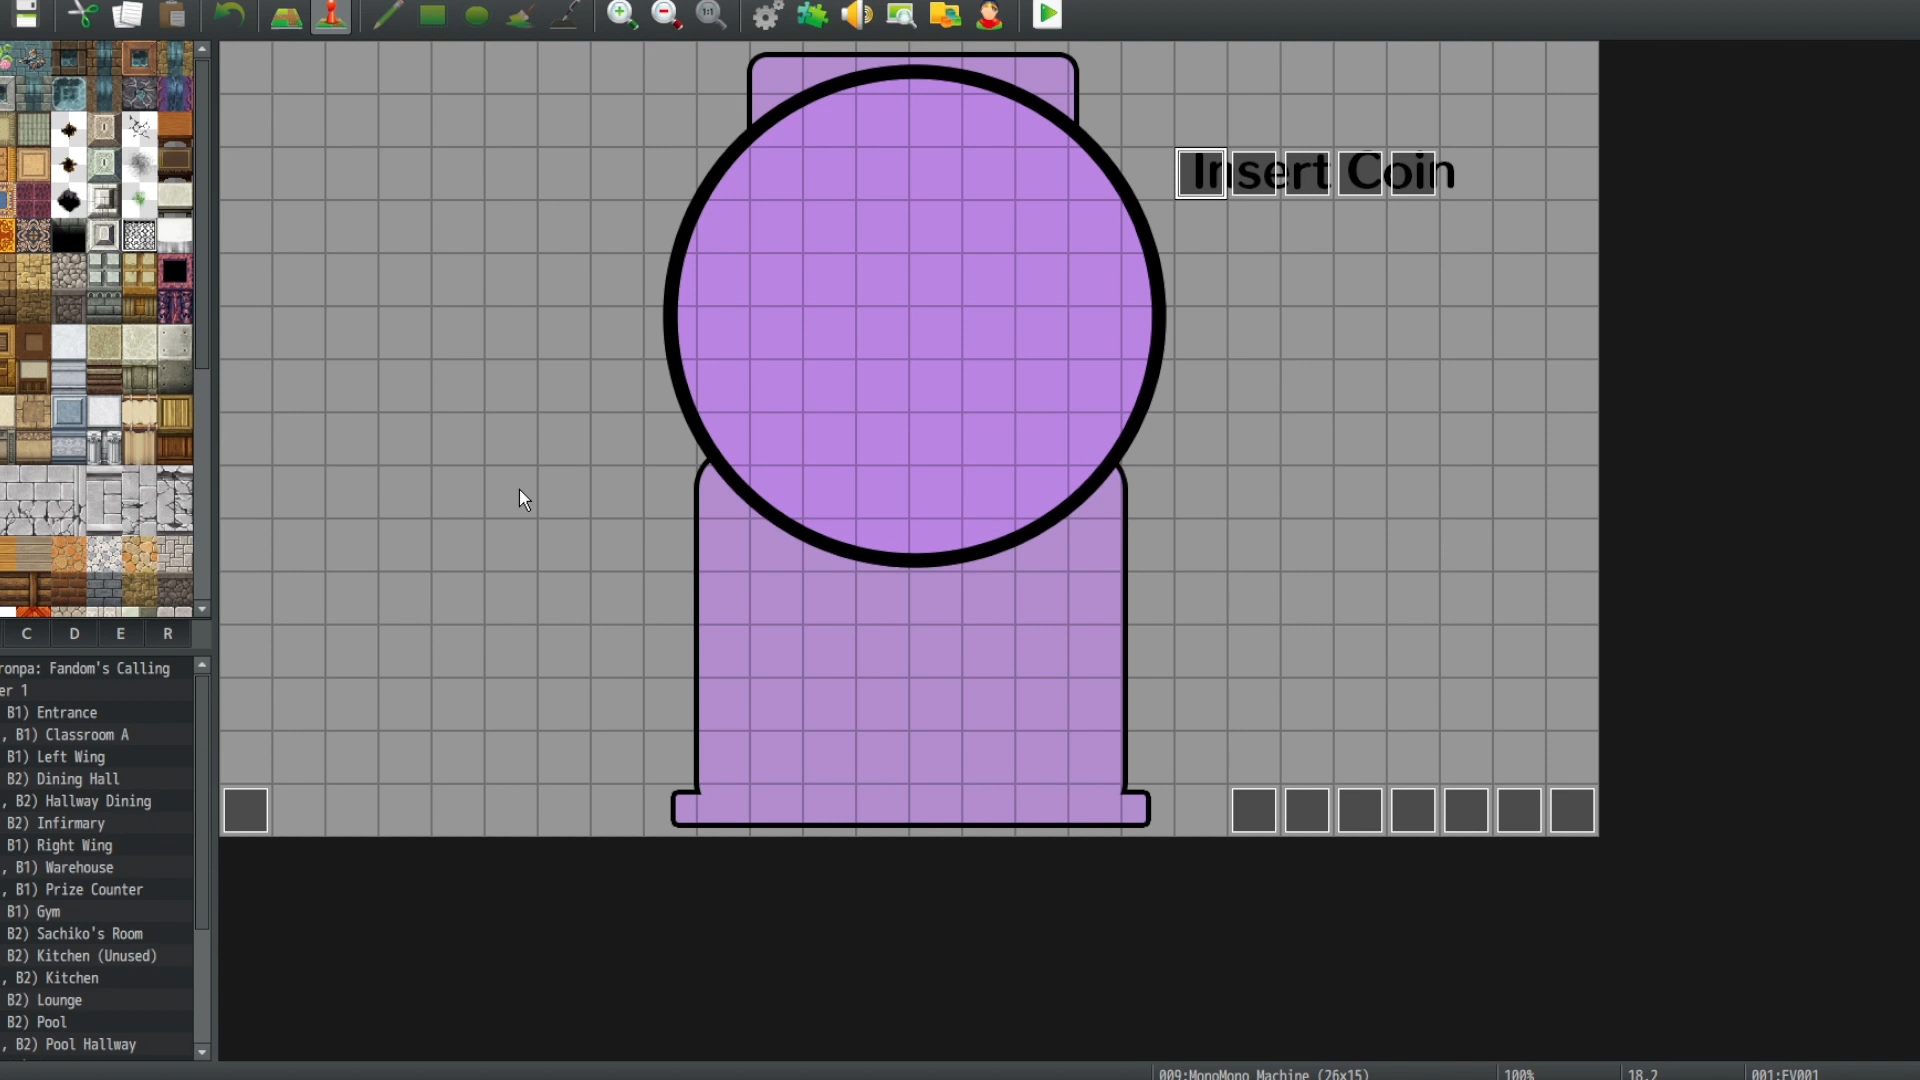 1:1
Insert Coin
C D E R
ronpa: Fandom's Calling
er 1
B1) Entrance
, B1) Classroom A
B1) Left Wing
B2) Dining Hall
, B2) Hallway Dining
B2) Infirmary
B1) Right Wing
, B1) Warehouse
, B1) Prize Counter
B1) Gym
B2) Sachiko's Room
B2) Kitchen (Unused)
, B2) Kitchen
B2) Lounge
B2) Pool
, B2) Pool Hallway
009:MonoMono Machine (26x15) 100% 18,2 001:EV001